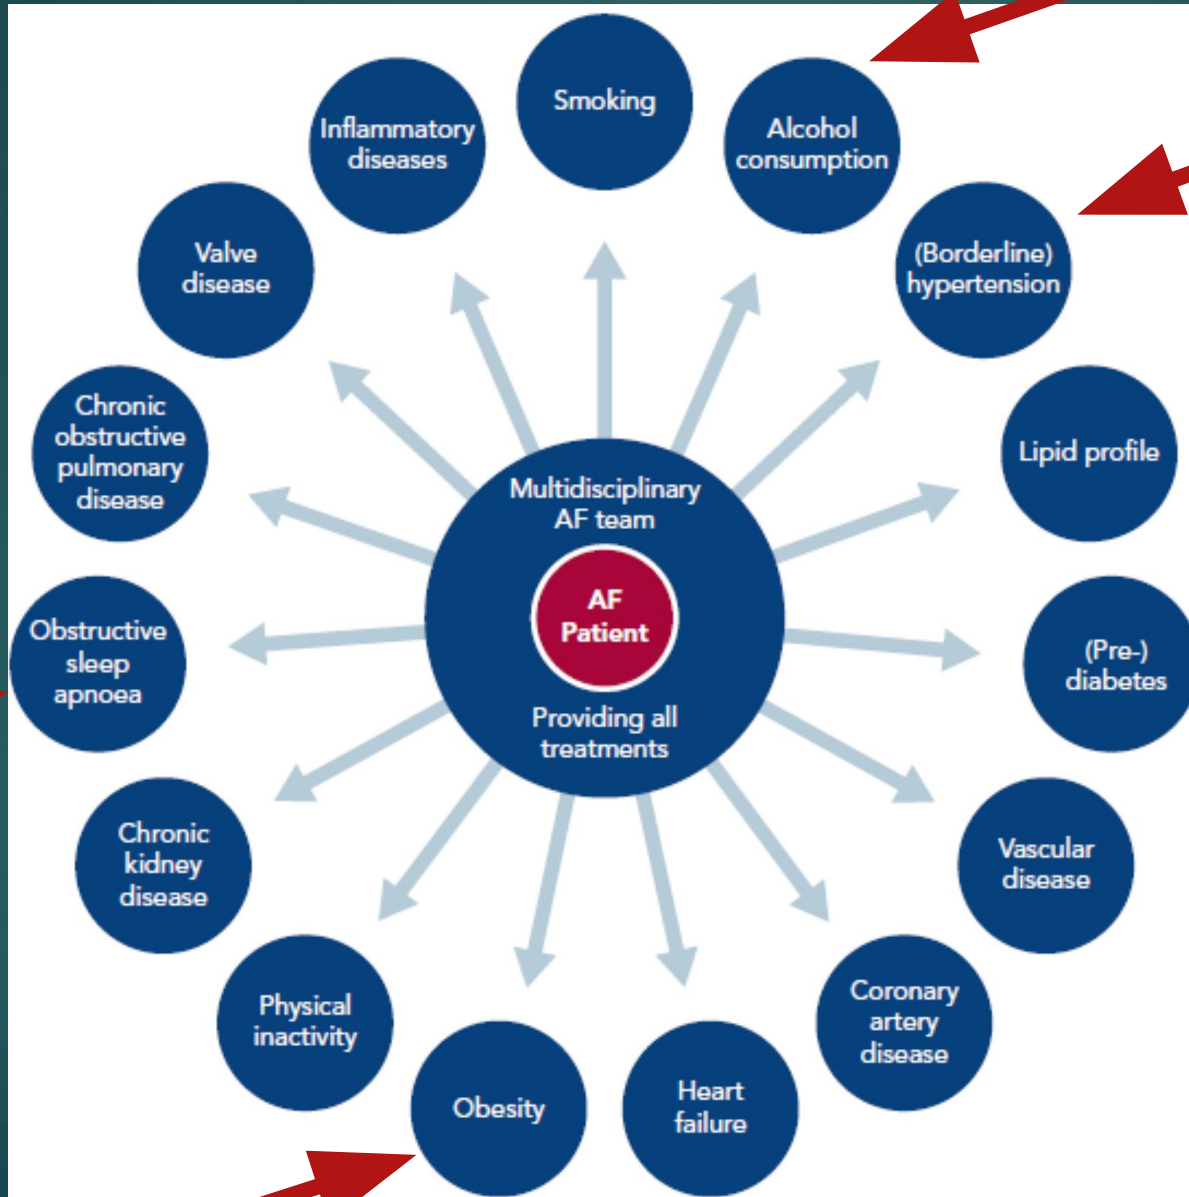 Smoking
Alcohol
consumption
(Borderline)
hypertension
Lipid profile
(Pre-)
diabetes
Vascular
disease
Coronary
artery
disease
Heart
failure
Obesity
Physical
inactivity
Chronic
kidney
disease
Obstructive
sleep
apnoea
Chronic
obstructive
pulmonary
disease
Valve
disease
Inflammatory
diseases
Multidisciplinary
AF team
AF
Patient
Providing all
treatments